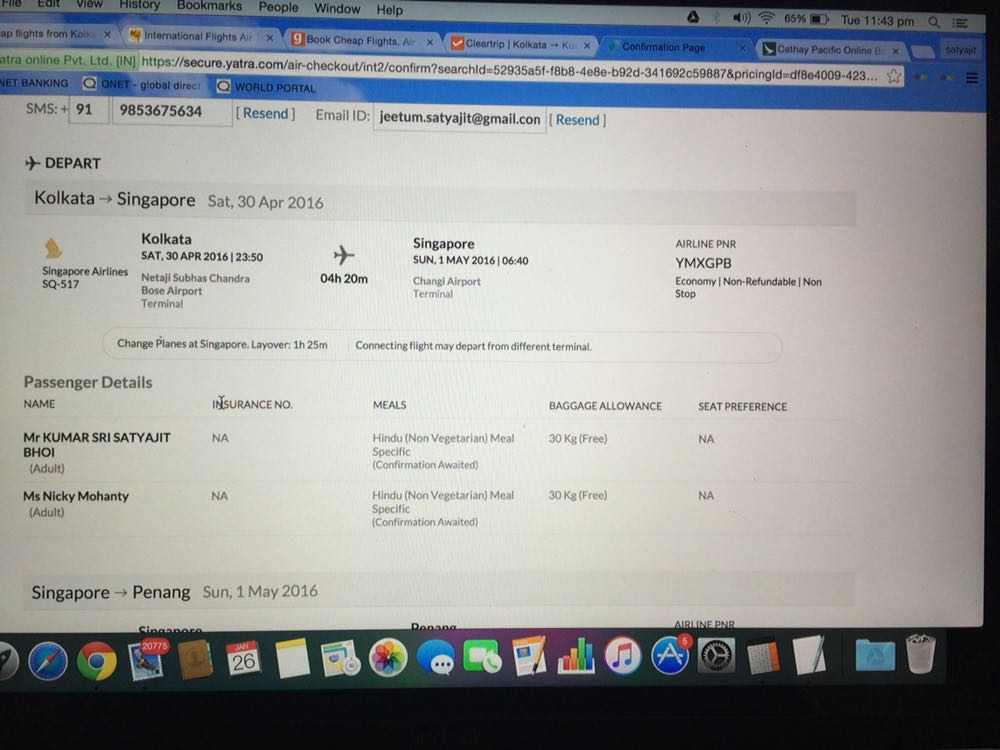 File Edit View History Bookmarks People Window Help 65% Tue 11:43 pm
ap flights from Kolk × International Flights Air × Book Cheap Flights, Air × Cleartrip | Kolkata → Ku × Confirmation Page × Cathay Pacific Online Bo × satyajit
atra online Pvt. Ltd. [IN] https://secure.yatra.com/air-checkout/int2/confirm?searchId=52935a5f-f8b8-4e8e-b92d-341692c59887&pricingId=df8e4009-423...
NET BANKING QNET - global direct WORLD PORTAL
SMS: + 91 9853675634 [ Resend ] Email ID: jeetum.satyajit@gmail.con [ Resend ]
DEPART
Kolkata → Singapore Sat, 30 Apr 2016
Singapore Airlines
SQ-517
Kolkata
SAT, 30 APR 2016 | 23:50
Netaji Subhas Chandra
Bose Airport
Terminal
04h 20m
Singapore
SUN, 1 MAY 2016 | 06:40
Changi Airport
Terminal
AIRLINE PNR
YMXGPB
Economy | Non-Refundable | Non
Stop
Change Planes at Singapore. Layover: 1h 25m Connecting flight may depart from different terminal.
Passenger Details
NAME INSURANCE NO. MEALS BAGGAGE ALLOWANCE SEAT PREFERENCE
Mr KUMAR SRI SATYAJIT
BHOI
(Adult)
NA
Hindu (Non Vegetarian) Meal
Specific
(Confirmation Awaited)
30 Kg (Free)
NA
Ms Nicky Mohanty
(Adult)
NA
Hindu (Non Vegetarian) Meal
Specific
(Confirmation Awaited)
30 Kg (Free)
NA
Singapore → Penang Sun, 1 May 2016
Singapore Penang AIRLINE PNR
20775
JAN
26
5